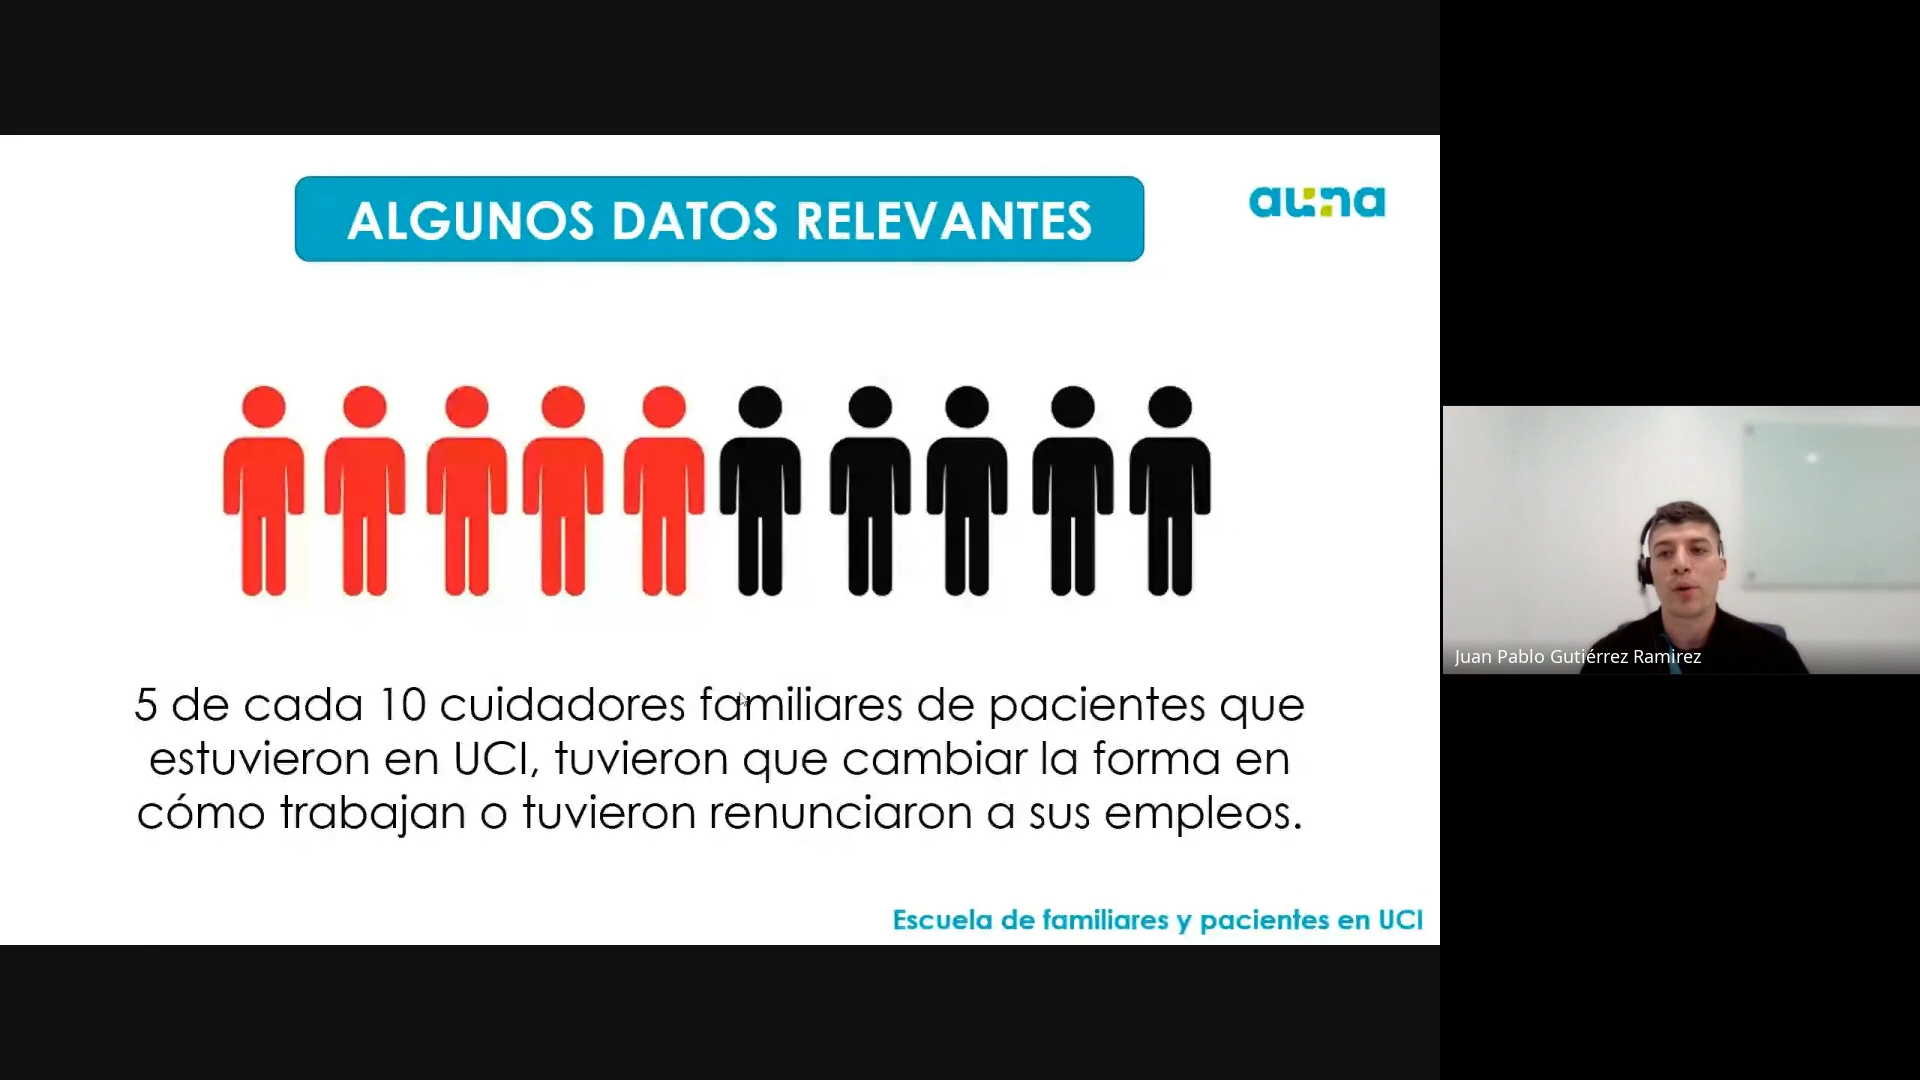 ALGUNOS DATOS RELEVANTES
auna
5 de cada 10 cuidadores familiares de pacientes que
estuvieron en UCI, tuvieron que cambiar la forma en
cómo trabajan o tuvieron renunciaron a sus empleos.
Escuela de familiares y pacientes en UCI
Juan Pablo Gutiérrez Ramirez